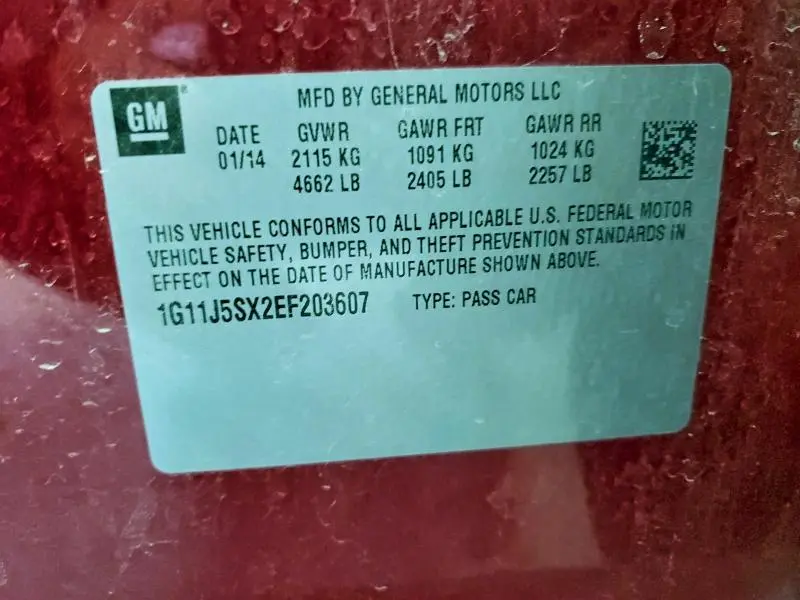 GM®
MFD BY GENERAL MOTORS LLC
DATE GVWR GAWR FRT GAWR RR
01/14 2115 KG 1091 KG 1024 KG
4662 LB 2405 LB 2257 LB
THIS VEHICLE CONFORMS TO ALL APPLICABLE U.S. FEDERAL MOTOR
VEHICLE SAFETY, BUMPER, AND THEFT PREVENTION STANDARDS IN
EFFECT ON THE DATE OF MANUFACTURE SHOWN ABOVE.
1G11J5SX2EF203607 TYPE: PASS CAR